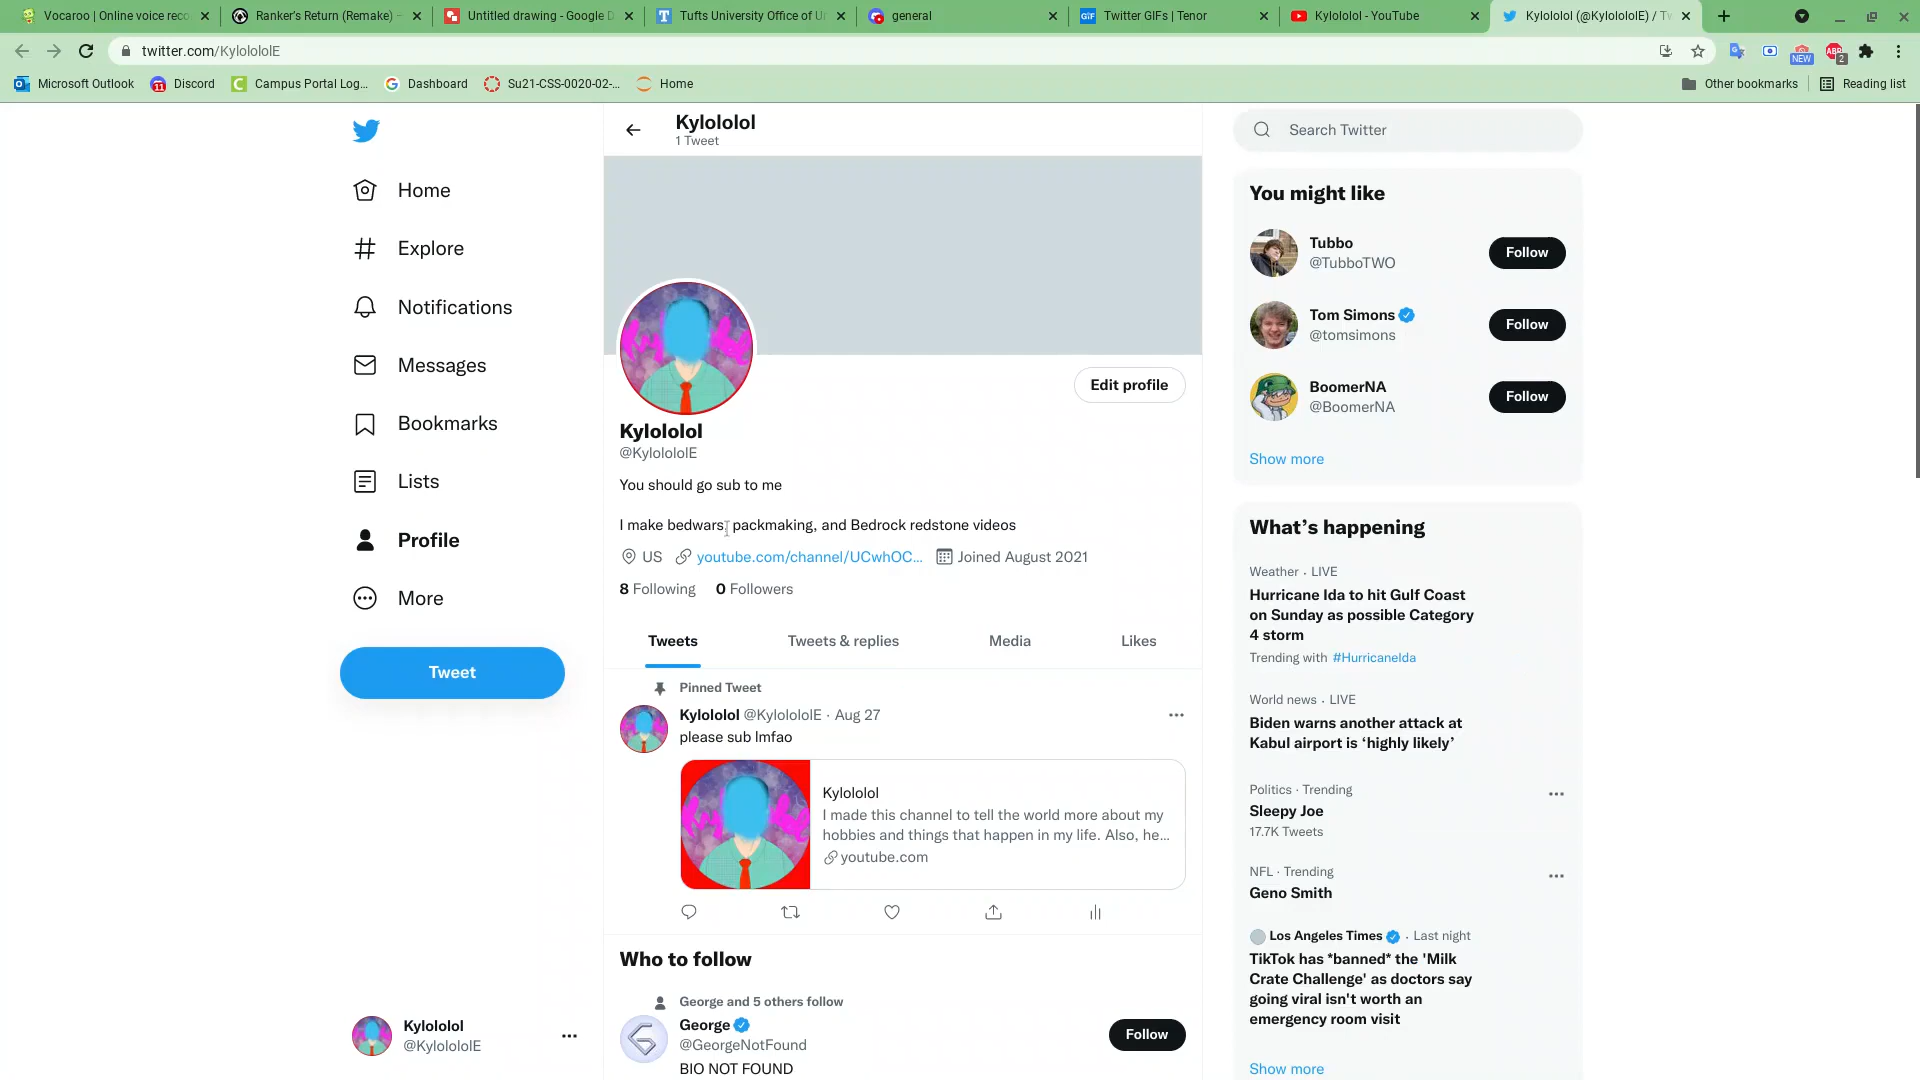 Vocaroo | Online voice reco
Ranker's Return (Remake) –
Untitled drawing - Google D
Tufts University Office of U
general
Twitter GIFs | Tenor
Kylololol - YouTube
Kylololol (@KylolololE) / Tw
twitter.com/KylolololE
NEW
ABP
2
Microsoft Outlook
11
Discord
Campus Portal Log...
Dashboard
Su21-CSS-0020-02-...
Home
Other bookmarks
Reading list
Home
Explore
Notifications
Messages
Bookmarks
Lists
Profile
More
Tweet
Kylololol
@KylolololE
Kylololol
1 Tweet
Edit profile
Kylololol
@KylolololE
You should go sub to me
I make bedwars, packmaking, and Bedrock redstone videos
US youtube.com/channel/UCwhOC... Joined August 2021
8 Following 0 Followers
Tweets Tweets & replies Media Likes
Pinned Tweet
Kylololol @KylolololE · Aug 27
please sub lmfao
Kylololol
I made this channel to tell the world more about my
hobbies and things that happen in my life. Also, he...
youtube.com
Who to follow
George and 5 others follow
George
@GeorgeNotFound
Follow
BIO NOT FOUND
Search Twitter
You might like
Tubbo
@TubboTWO
Follow
Tom Simons
@tomsimons
Follow
BoomerNA
@BoomerNA
Follow
Show more
What’s happening
Weather · LIVE
Hurricane Ida to hit Gulf Coast
on Sunday as possible Category
4 storm
Trending with #HurricaneIda
World news · LIVE
Biden warns another attack at
Kabul airport is ‘highly likely’
Politics · Trending
Sleepy Joe
17.7K Tweets
NFL · Trending
Geno Smith
Los Angeles Times · Last night
TikTok has *banned* the 'Milk
Crate Challenge' as doctors say
going viral isn't worth an
emergency room visit
Show more